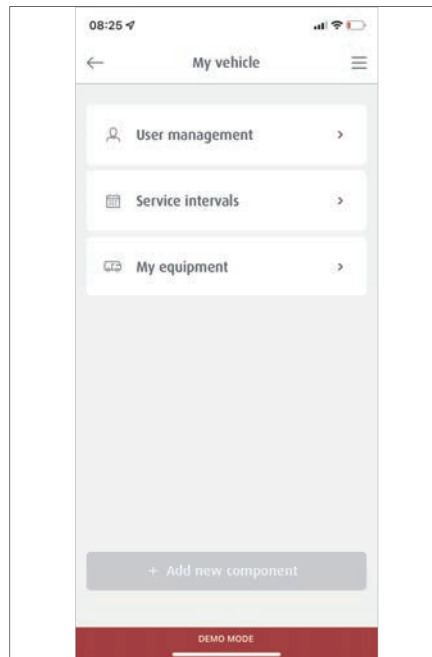 08:25
My vehicle
User management
Service intervals
My equipment
+ Add new component
DEMO MODE